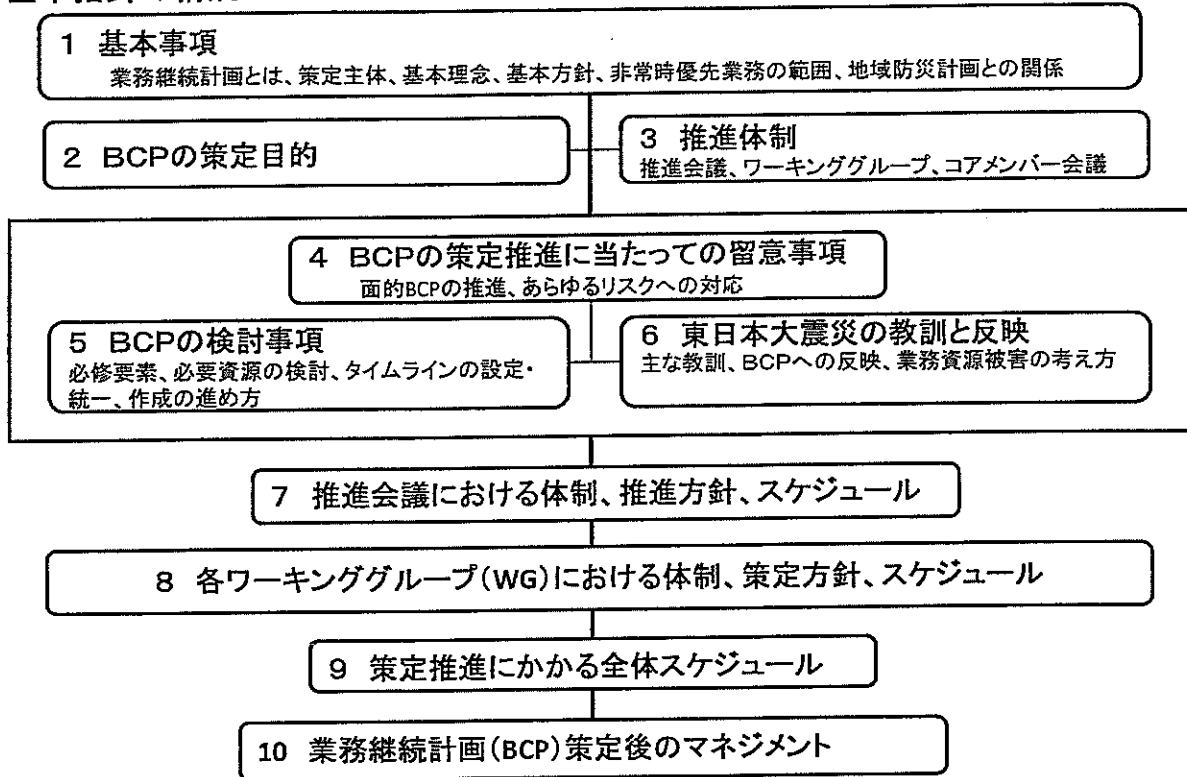 1 基本事項
業務継続計画とは、策定主体、基本理念、基本方針、非常時優先業務の範囲、地域防災計画との関係
2 BCPの策定目的
3 推進体制
推進会議、ワーキンググループ、コアメンバー会議
4 BCPの策定推進に当たっての留意事項
面的BCPの推進、あらゆるリスクへの対応
5 BCPの検討事項
必修要素、必要資源の検討、タイムラインの設定・
統一、作成の進め方
6 東日本大震災の教訓と反映
主な教訓、BCPへの反映、業務資源被害の考え方
7 推進会議における体制、推進方針、スケジュール
8 各ワーキンググループ(WG)における体制、策定方針、スケジュール
9 策定推進にかかる全体スケジュール
10 業務継続計画(BCP)策定後のマネジメント